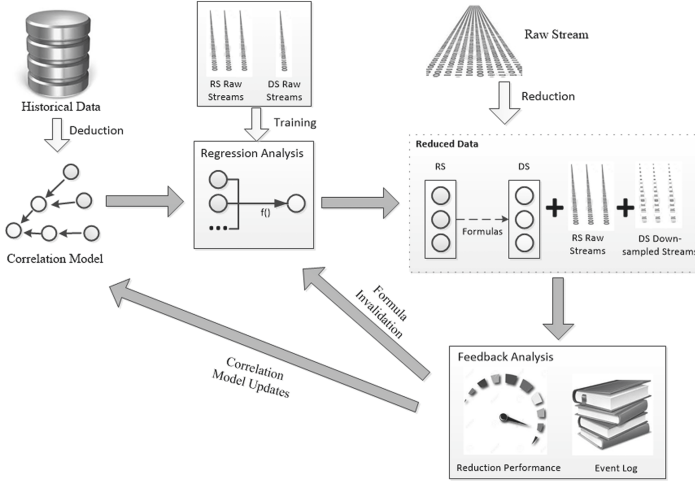 Historical Data
Deduction
Correlation Model
RS Raw
Streams
DS Raw
Streams
Training
Regression Analysis
f()
Raw Stream
Reduction
Reduced Data
RS
DS
Formulas
RS Raw
Streams
DS Down-
sampled Streams
Formula
Invalidation
Correlation
Model Updates
Feedback Analysis
Reduction Performance
Event Log